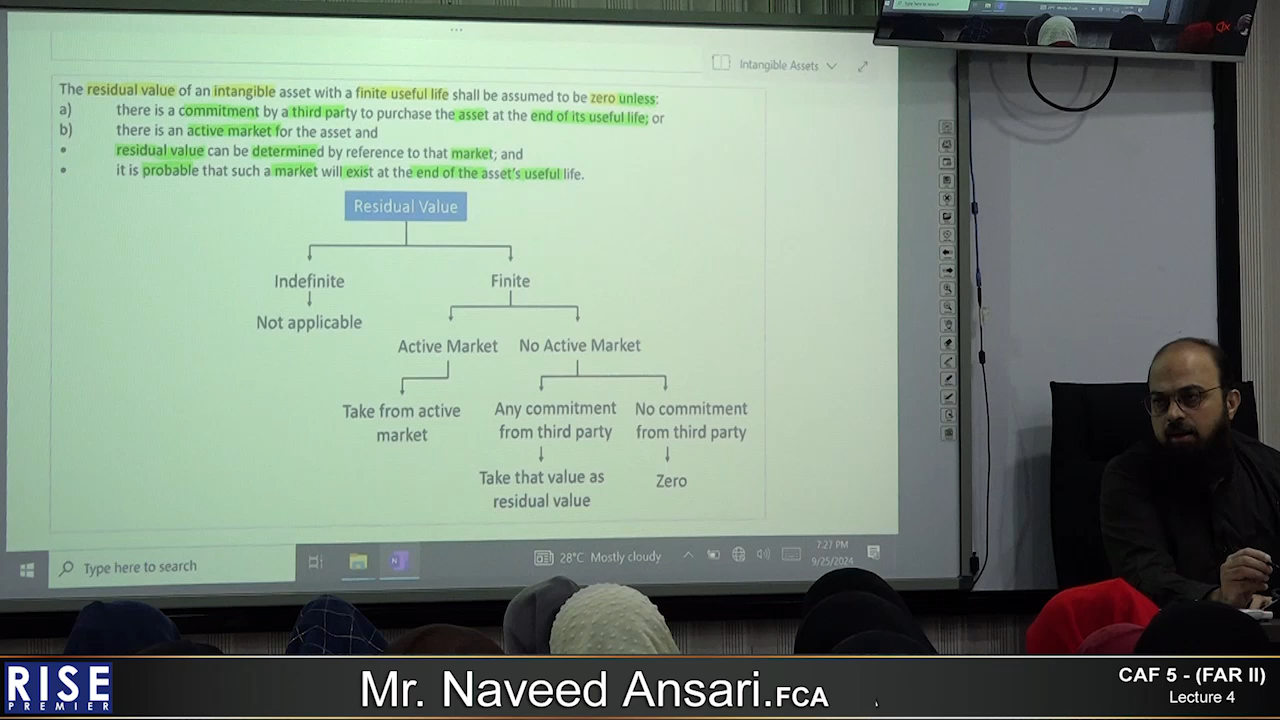 Type here to search
Intangible Assets
The residual value of an intangible asset with a finite useful life shall be assumed to be zero unless:
a) there is a commitment by a third party to purchase the asset at the end of its useful life; or
b) there is an active market for the asset and
• residual value can be determined by reference to that market; and
• it is probable that such a market will exist at the end of the asset's useful life.
Residual Value
Indefinite
Finite
Not applicable
Active Market
No Active Market
Take from active
market
Any commitment
from third party
No commitment
from third party
Take that value as
residual value
Zero
Type here to search
28°C Mostly cloudy
7:27 PM
9/25/2024
RISE
PREMIER
Mr. Naveed Ansari.FCA
CAF 5 - (FAR II)
Lecture 4